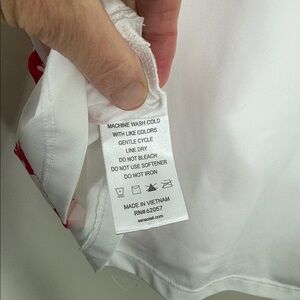 MACHINE WASH COLD
WITH LIKE COLORS
GENTLE CYCLE
LINE DRY
DO NOT BLEACH
DO NOT USE SOFTENER
DO NOT IRON
MADE IN VIETNAM
RN# 62057